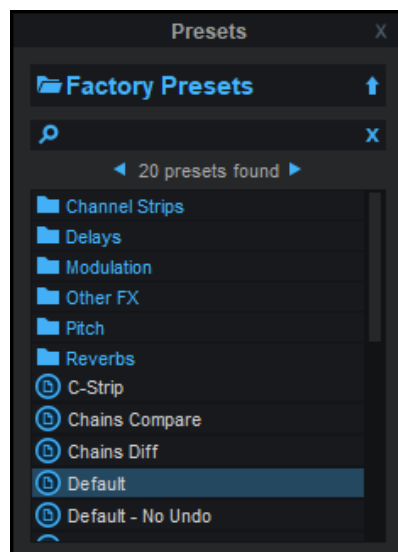 Presets X
Factory Presets
X
20 presets found
Channel Strips
Delays
Modulation
Other FX
Pitch
Reverbs
C-Strip
Chains Compare
Chains Diff
Default
Default - No Undo